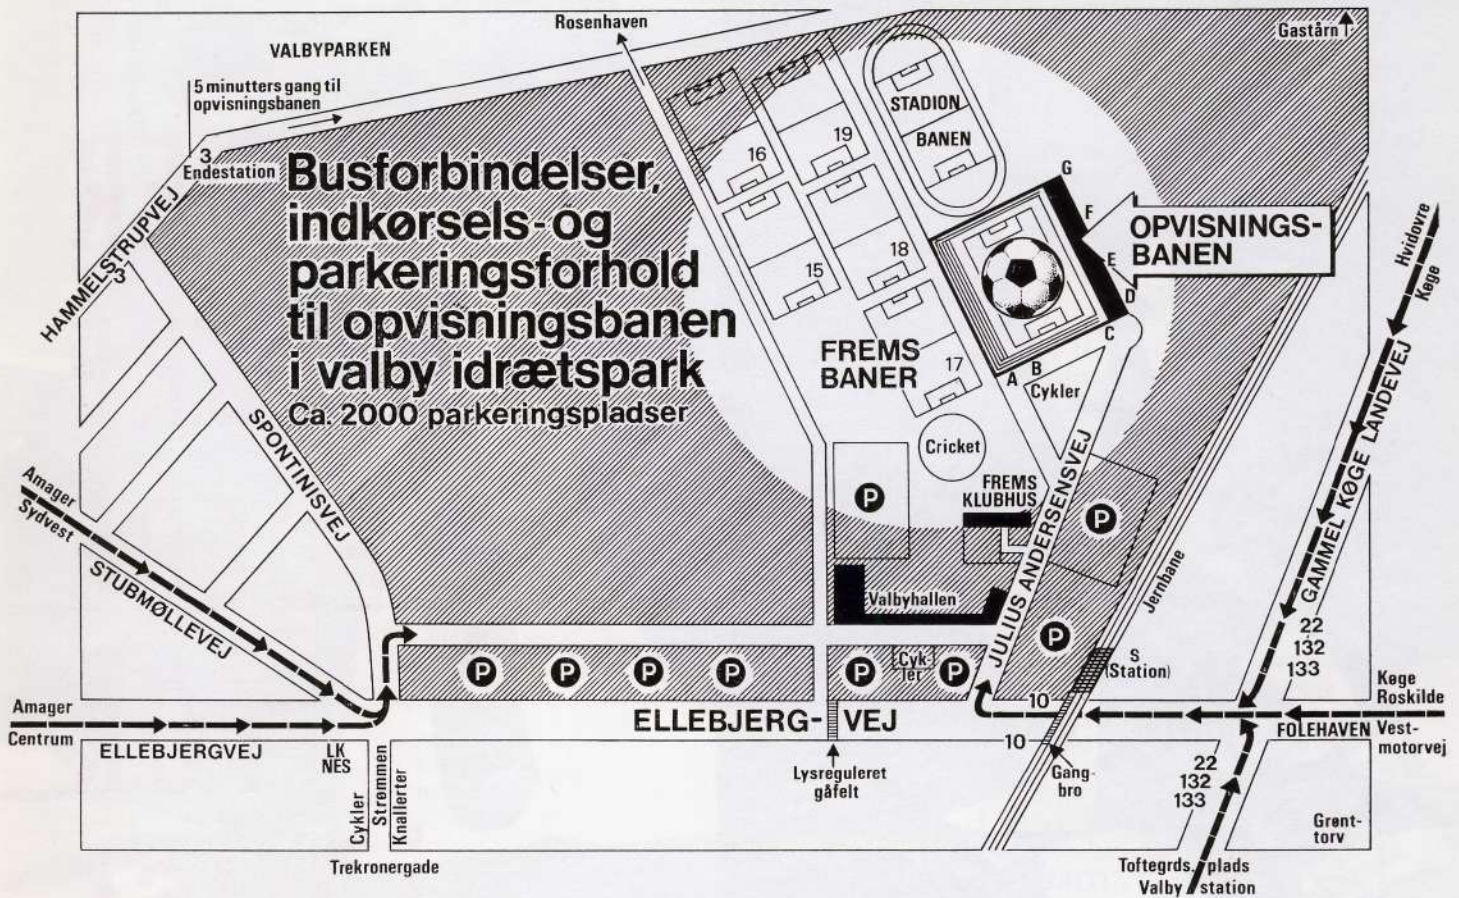 Rosenhaven
Gastårn
VALBYPARKEN
5 minutters gang til
opvisningsbanen
3
Endestation
HAMMELSTRUPVEJ
3
Busforbindelser,
indkørsels- og
parkeringsforhold
til opvisningsbanen
i valby idrætspark
Ca. 2000 parkeringspladser
16
19
15
18
17
STADION
BANEN
G
F
E
D
C
B
A
OPVISNINGS-
BANEN
Cykler
FREMS
BANER
Cricket
FREMS
KLUBHUS
P
P
JULIUS ANDERSENSVEJ
Valbyhallen
P
Jernbane
S
(Station)
Hvidovre
Køge
GAMMEL KØGE LANDEVEJ
22
132
133
SPONTINISVEJ
Amager
Sydvest
STUBMØLLEVEJ
P
P
P
P
P
Cyk-
ler
P
Amager
Centrum
ELLEBJERGVEJ
LK
NES
ELLEBJERG-
VEJ
10
10
Køge
Roskilde
FOLEHAVEN
Vest-
motorvej
Cykler
Strømmen
Knallerter
Trekronergade
Lysreguleret
gåfelt
Gang-
bro
22
132
133
Grønt-
torv
Toftegrds. plads
Valby station